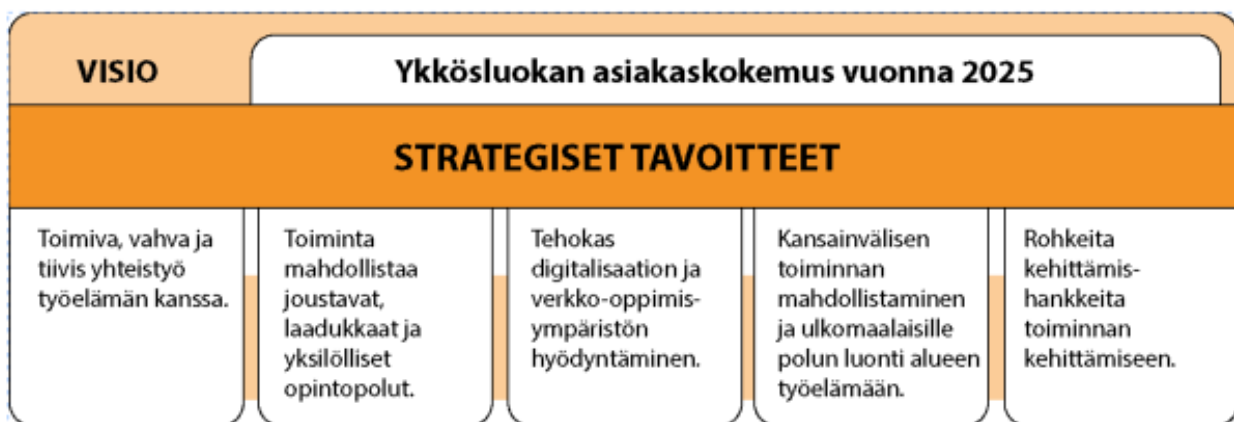 VISIO
Ykkösluokan asiakaskokemus vuonna 2025
STRATEGISET TAVOITTEET
Toimiva, vahva ja
tiivis yhteistyö
työelämän kanssa.
Toiminta
mahdollistaa
joustavat,
laadukkaat ja
yksilölliset
opintopolut.
Tehokas
digitalisaation ja
verkko-oppimis-
ympäristön
hyödyntäminen.
Kansainvälisen
toiminnan
mahdollistaminen
ja ulkomaalaisille
polun luonti alueen
työelämään.
Rohkeita
kehittämis-
hankkeita
toiminnan
kehittämiseen.